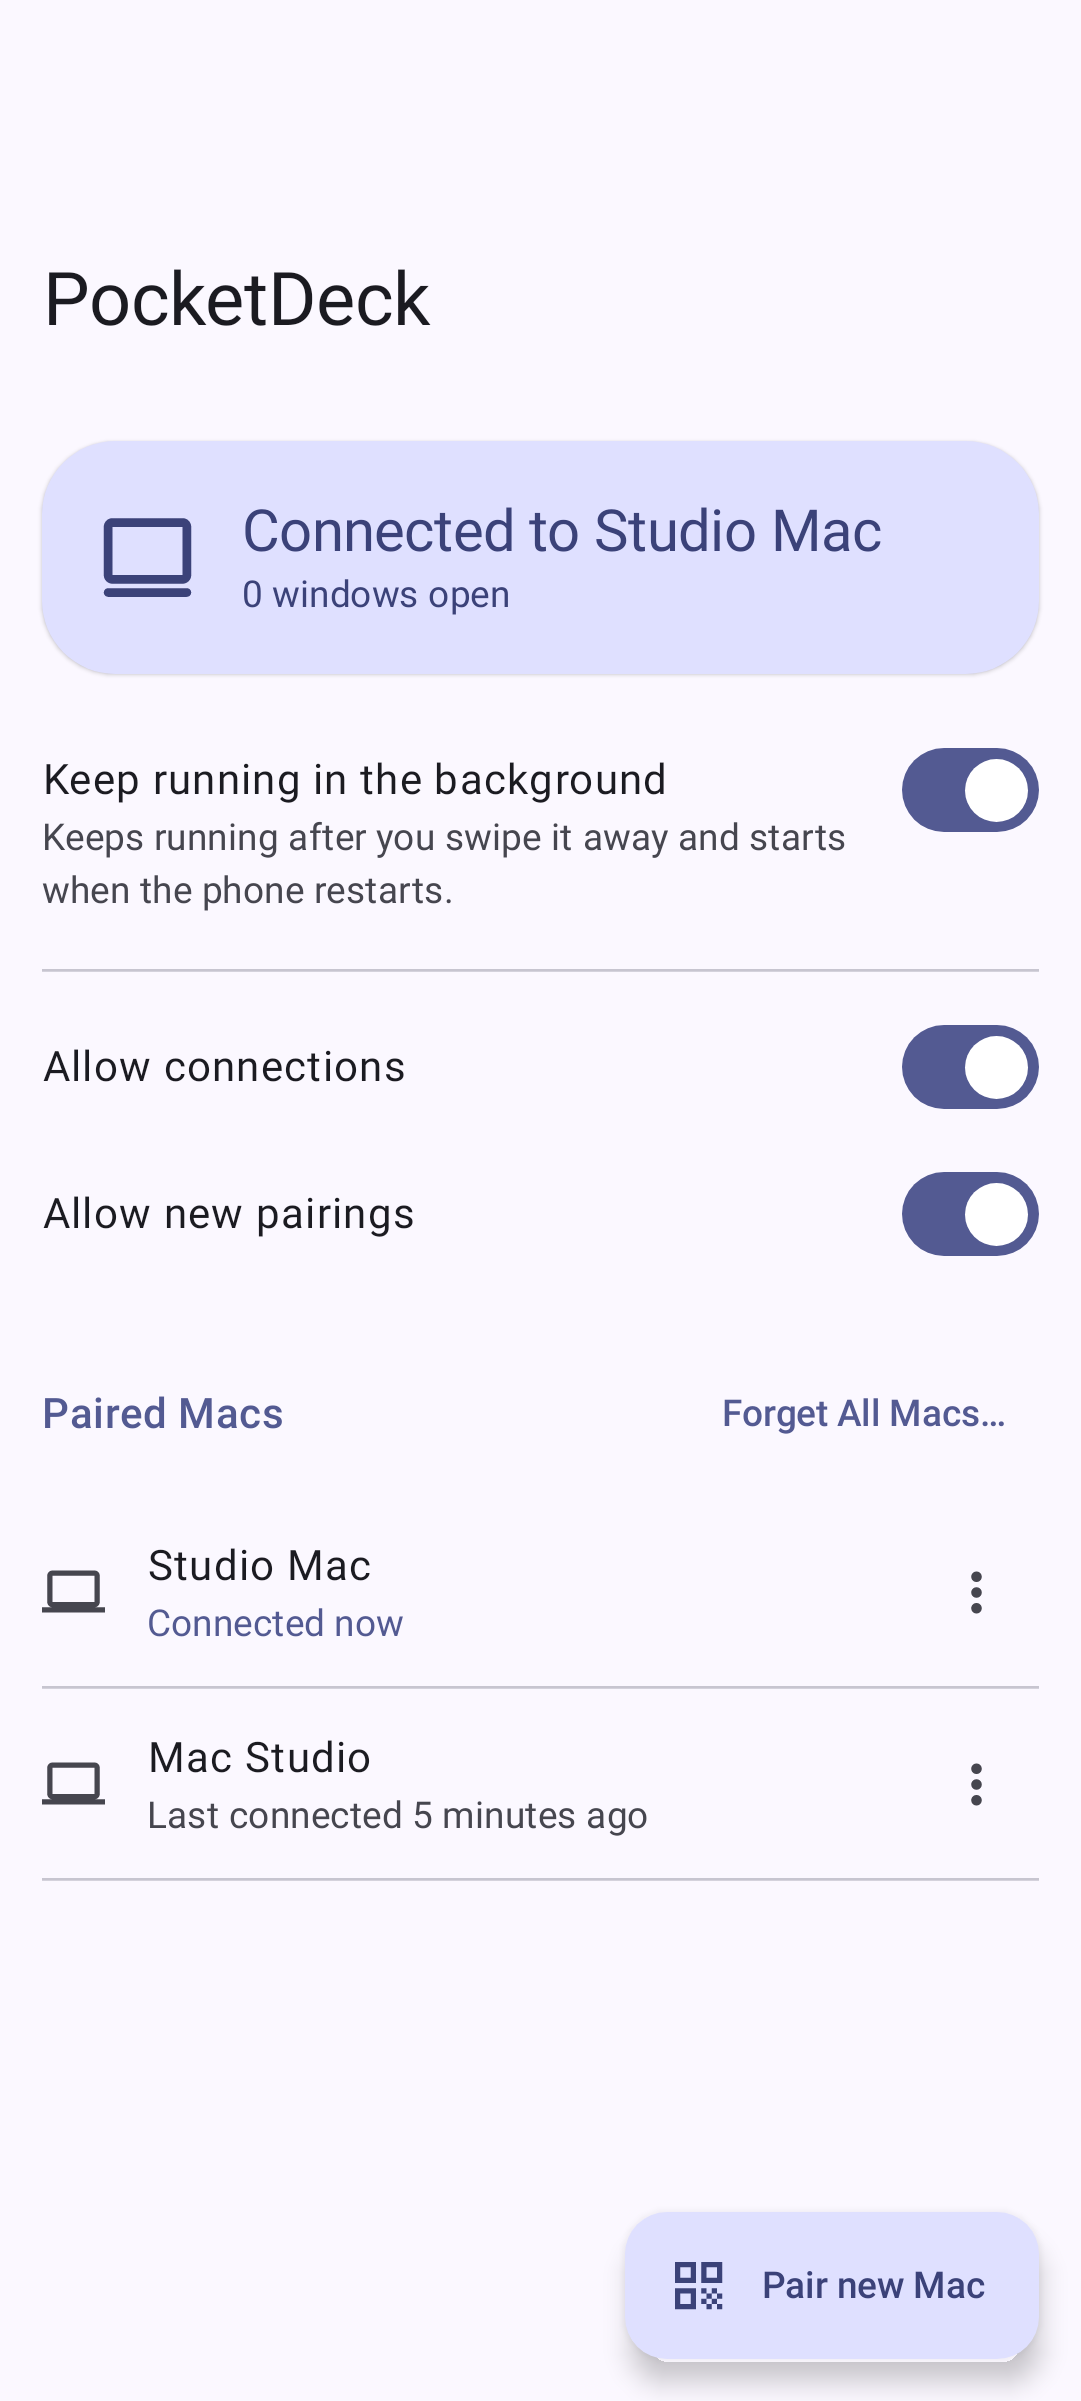 PocketDeck
Connected to Studio Mac
0 windows open
Keep running in the background
Keeps running after you swipe it away and starts
when the phone restarts.
Allow connections
Allow new pairings
Paired Macs
Forget All Macs…
Studio Mac
Connected now
Mac Studio
Last connected 5 minutes ago
Pair new Mac